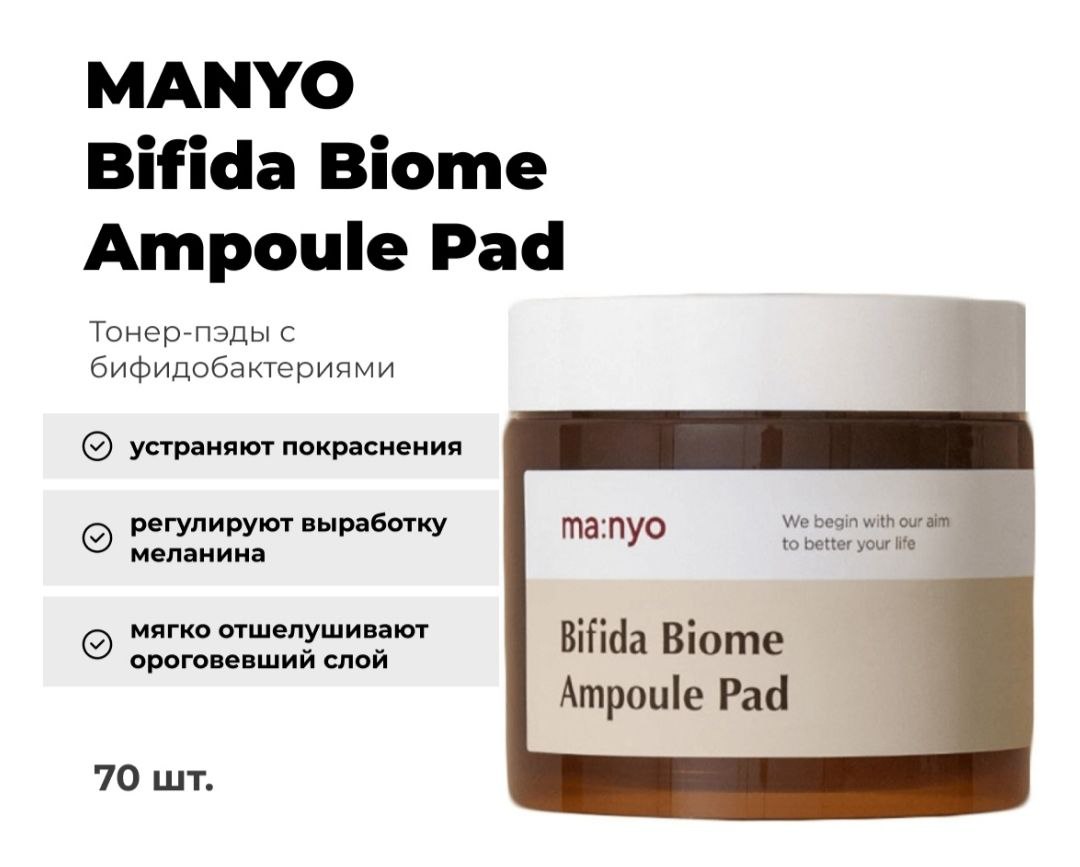 MANYO
Bifida Biome
Ampoule Pad
Тонер-пэды с
бифидобактериями
устраняют покраснения
регулируют выработку
меланина
мягко отшелушивают
ороговевший слой
70 шт.
ma:nyo
We begin with our aim
to better your life
Bifida Biome
Ampoule Pad